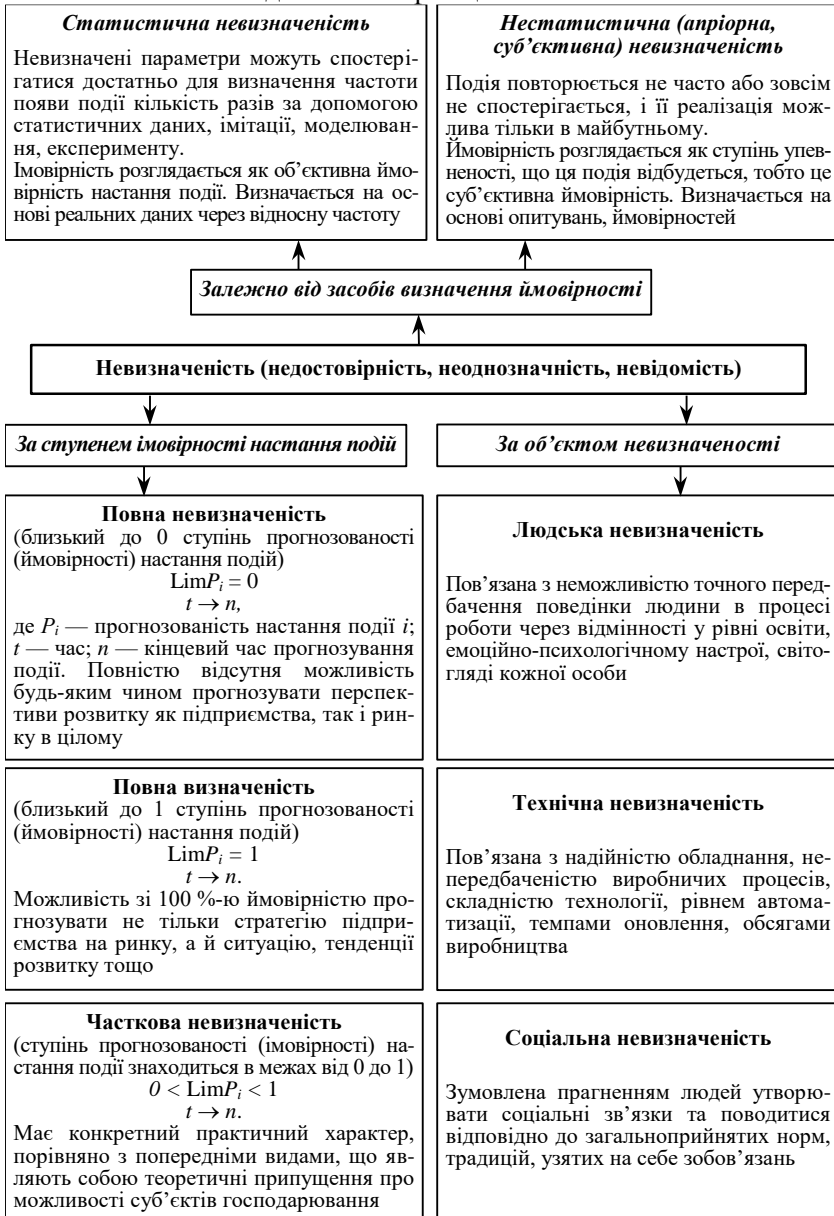 Статистична невизначеність
Невизначені параметри можуть спостері-
гатися достатньо для визначення частоти
появи події кількість разів за допомогою
статистичних даних, імітації, моделюван-
ня, експерименту.
Імовірність розглядається як об’єктивна ймо-
вірність настання події. Визначається на ос-
нові реальних даних через відносну частоту
Нестатистична (апріорна,
суб’єктивна) невизначеність
Подія повторюється не часто або зовсім
не спостерігається, і її реалізація мож-
лива тільки в майбутньому.
Ймовірність розглядається як ступінь упев-
неності, що ця подія відбудеться, тобто це
суб’єктивна ймовірність. Визначається на
основі опитувань, ймовірностей
Залежно від засобів визначення ймовірності
Невизначеність (недостовірність, неоднозначність, невідомість)
За ступенем імовірності настання подій
За об’єктом невизначеності
Повна невизначеність
(близький до 0 ступінь прогнозованості
(ймовірності) настання подій)
LimPᵢ = 0
t → n,
де Pᵢ — прогнозованість настання події i;
t — час; n — кінцевий час прогнозування
події. Повністю відсутня можливість
будь-яким чином прогнозувати перспек-
тиви розвитку як підприємства, так і рин-
ку в цілому
Людська невизначеність
Пов’язана з неможливістю точного перед-
бачення поведінки людини в процесі
роботи через відмінності у рівні освіти,
емоційно-психологічному настрої, світо-
гляді кожної особи
Повна визначеність
(близький до 1 ступінь прогнозованості
(ймовірності) настання подій)
LimPᵢ = 1
t → n.
Можливість зі 100 %-ю ймовірністю про-
гнозувати не тільки стратегію підпри-
ємства на ринку, а й ситуацію, тенденції
розвитку тощо
Технічна невизначеність
Пов’язана з надійністю обладнання, не-
передбаченістю виробничих процесів,
складністю технології, рівнем автома-
тизації, темпами оновлення, обсягами
виробництва
Часткова невизначеність
(ступінь прогнозованості (імовірності) на-
стання події знаходиться в межах від 0 до 1)
0 < LimPᵢ < 1
t → n.
Має конкретний практичний характер,
порівняно з попередніми видами, що яв-
ляють собою теоретичні припущення про
можливості суб’єктів господарювання
Соціальна невизначеність
Зумовлена прагненням людей утворю-
вати соціальні зв’язки та поводитися
відповідно до загальноприйнятих норм,
традицій, узятих на себе зобов’язань